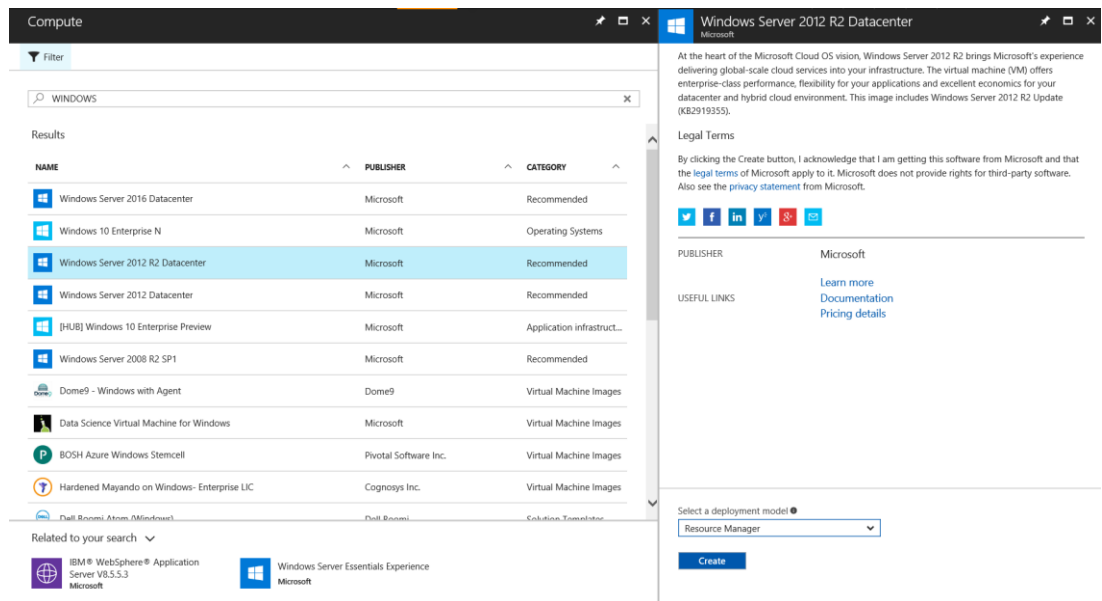 Compute
Filter
WINDOWS
Results
NAME PUBLISHER CATEGORY
Windows Server 2016 Datacenter Microsoft Recommended
Windows 10 Enterprise N Microsoft Operating Systems
Windows Server 2012 R2 Datacenter Microsoft Recommended
Windows Server 2012 Datacenter Microsoft Recommended
[HUB] Windows 10 Enterprise Preview Microsoft Application infrastruct...
Windows Server 2008 R2 SP1 Microsoft Recommended
Dome9 - Windows with Agent Dome9 Virtual Machine Images
Data Science Virtual Machine for Windows Microsoft Virtual Machine Images
P BOSH Azure Windows Stemcell Pivotal Software Inc. Virtual Machine Images
Hardened Mayando on Windows- Enterprise LIC Cognosys Inc. Virtual Machine Images
Dell Boomi Atom (Windows) Dell Boomi Solution Templates
Related to your search
IBM® WebSphere® Application
Server V8.5.5.3
Microsoft
Windows Server Essentials Experience
Microsoft
Windows Server 2012 R2 Datacenter
Microsoft
At the heart of the Microsoft Cloud OS vision, Windows Server 2012 R2 brings Microsoft's experience
delivering global-scale cloud services into your infrastructure. The virtual machine (VM) offers
enterprise-class performance, flexibility for your applications and excellent economics for your
datacenter and hybrid cloud environment. This image includes Windows Server 2012 R2 Update
(KB2919355).
Legal Terms
By clicking the Create button, I acknowledge that I am getting this software from Microsoft and that
the legal terms of Microsoft apply to it. Microsoft does not provide rights for third-party software.
Also see the privacy statement from Microsoft.
PUBLISHER Microsoft
USEFUL LINKS
Learn more
Documentation
Pricing details
Select a deployment model
Resource Manager
Create